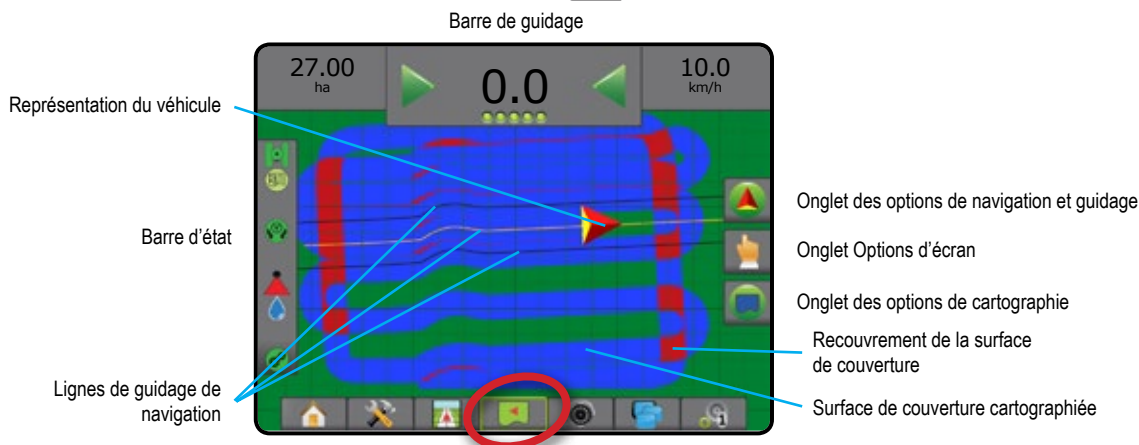 Barre de guidage
27.00
ha
0.0
10.0
km/h
Représentation du véhicule
Barre d'état
Lignes de guidage de
navigation
Onglet des options de navigation et guidage
Onglet Options d'écran
Onglet des options de cartographie
Recouvrement de la surface
de couverture
Surface de couverture cartographiée